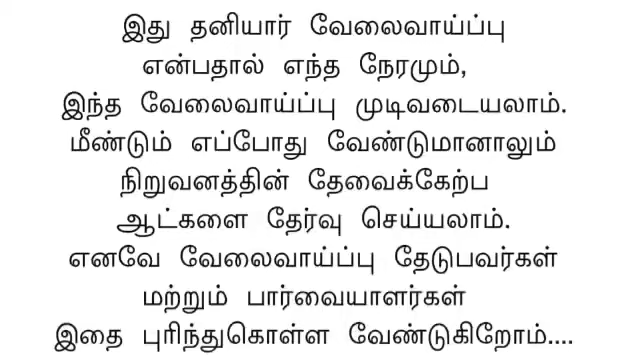 இது தனியார் வேலைவாய்ப்பு
என்பதால் எந்த நேரமும்,
இந்த வேலைவாய்ப்பு முடிவடையலாம்.
மீண்டும் எப்போது வேண்டுமானாலும்
நிறுவனத்தின் தேவைக்கேற்ப
ஆட்களை தேர்வு செய்யலாம்.
எனவே வேலைவாய்ப்பு தேடுபவர்கள்
மற்றும் பார்வையாளர்கள்
இதை புரிந்துகொள்ள வேண்டுகிறோம்....